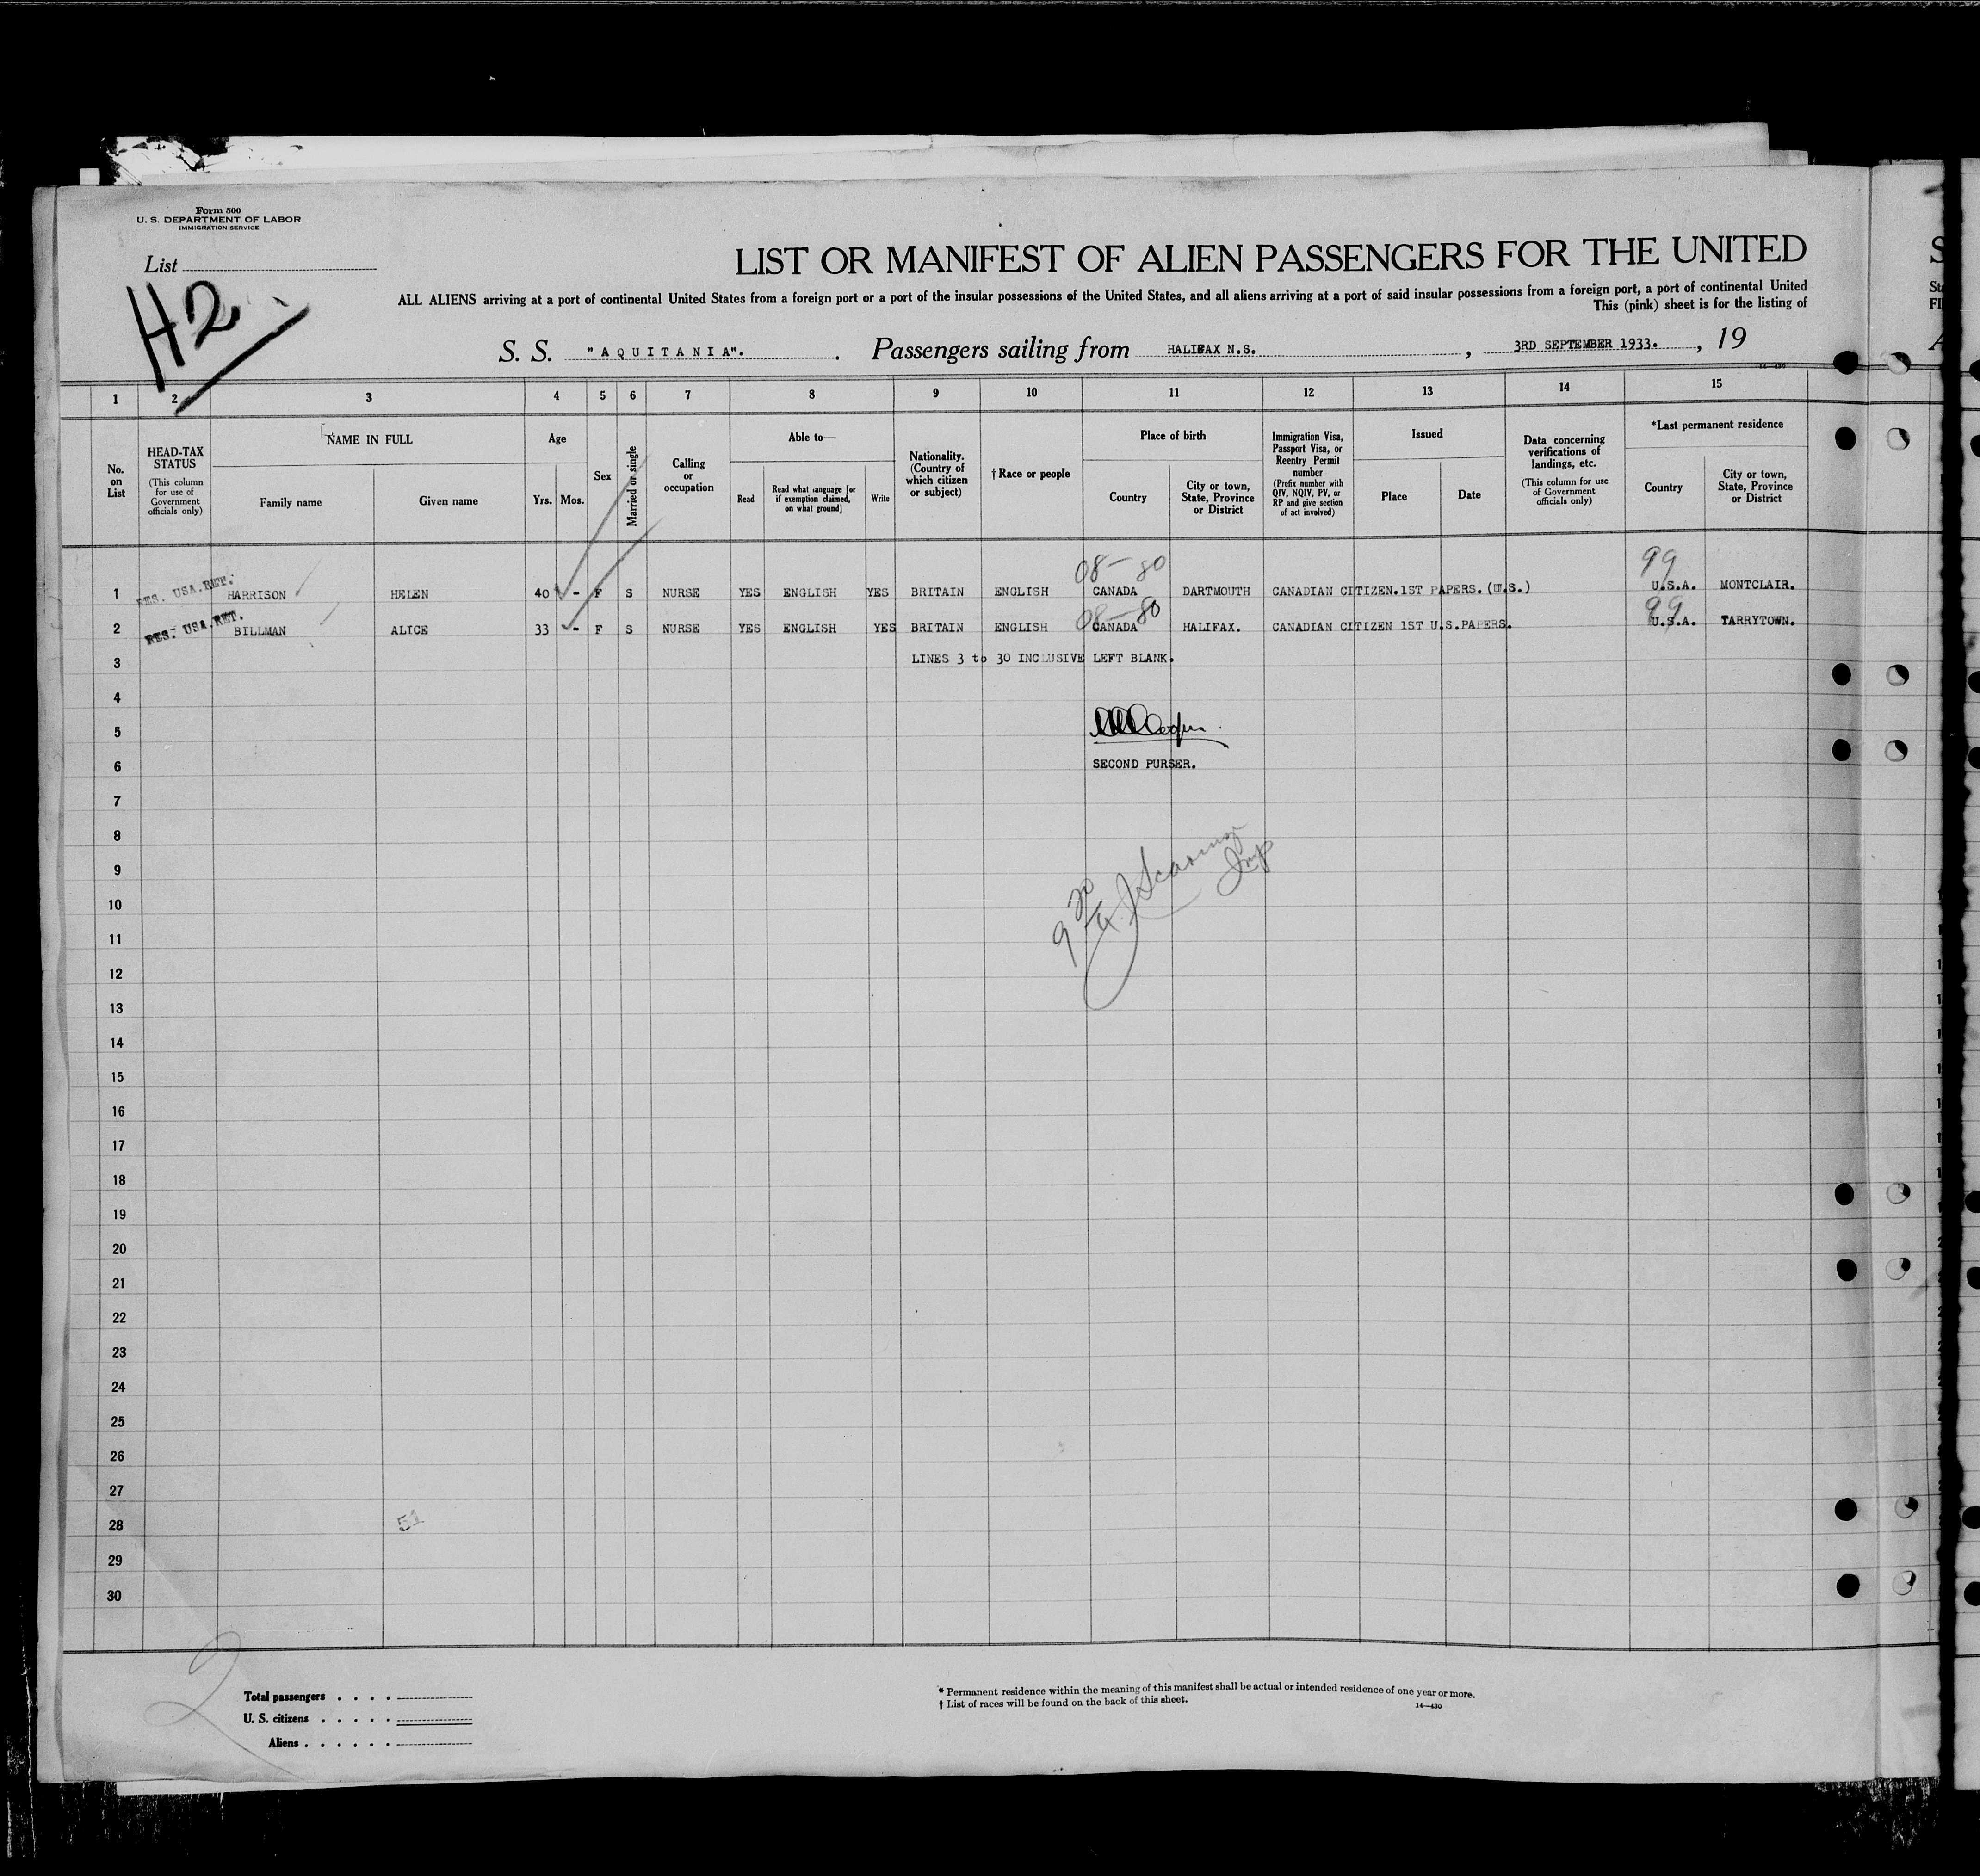 Form 500
U. S. DEPARTMENT OF LABOR
IMMIGRATION SERVICE
List
H2
LIST OR MANIFEST OF ALIEN PASSENGERS FOR THE UNITED
ALL ALIENS arriving at a port of continental United States from a foreign port or a port of the insular possessions of the United States, and all aliens arriving at a port of said insular possessions from a foreign port, a port of continental United
This (pink) sheet is for the listing of
S. S. "AQUITANIA". . Passengers sailing from HALIFAX N.S. , 3RD SEPTEMBER 1933. , 19
1 2 3 4 5 6 7 8 9 10 11 12 13 14 15
No. on List
HEAD-TAX STATUS (This column for use of Government officials only)
NAME IN FULL
Family name Given name
Age
Yrs. Mos.
Sex
Married or single
Calling or occupation
Able to—
Read Read what language [or if exemption claimed, on what ground] Write
Nationality. (Country of which citizen or subject)
†Race or people
Place of birth
Country City or town, State, Province or District
Immigration Visa, Passport Visa, or Reentry Permit number (Prefix number with QIV, NQIV, PV, or RP and give section of act involved)
Issued
Place Date
Data concerning verifications of landings, etc. (This column for use of Government officials only)
*Last permanent residence
Country City or town, State, Province or District
08-80 99
1 RES. USA.RET. HARRISON HELEN 40 - F S NURSE YES ENGLISH YES BRITAIN ENGLISH CANADA DARTMOUTH CANADIAN CITIZEN.1ST PAPERS.(U.S.) U.S.A. MONTCLAIR.
08-80 99
2 RES. USA.RET. BILLMAN ALICE 33 - F S NURSE YES ENGLISH YES BRITAIN ENGLISH CANADA HALIFAX. CANADIAN CITIZEN 1ST U.S.PAPERS. U.S.A. TARRYTOWN.
3 LINES 3 to 30 INCLUSIVE LEFT BLANK.
4
5
6 SECOND PURSER.
7
8
9
10
11
12
13
14
15
16
17
18
19
20
21
22
23
24
25
26
27
28
51
29
30
2
Total passengers . . . .
U. S. citizens . . . . .
Aliens . . . . . .
* Permanent residence within the meaning of this manifest shall be actual or intended residence of one year or more.
† List of races will be found on the back of this sheet.
14—430